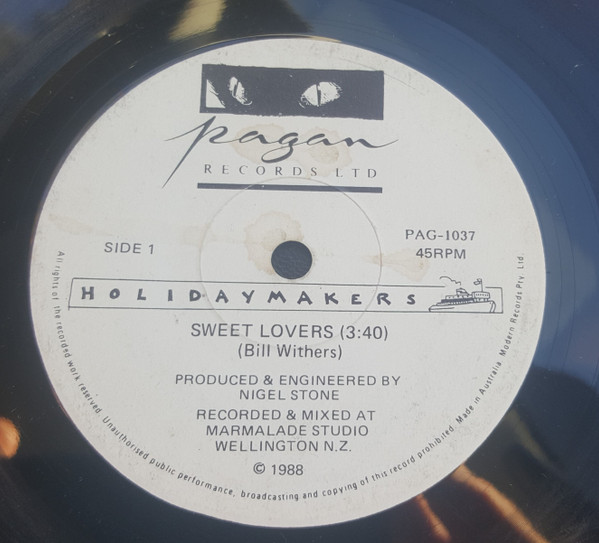 pagan
RECORDS LTD
SIDE 1
PAG-1037
45RPM
HOLIDAYMAKERS
SWEET LOVERS (3:40)
(Bill Withers)
PRODUCED & ENGINEERED BY
NIGEL STONE
RECORDED & MIXED AT
MARMALADE STUDIO
WELLINGTON N.Z.
© 1988
All rights of the recorded work reserved. Unauthorised public performance, broadcasting and copying of this record prohibited. Made in Australia. Modern Records Pty. Ltd.